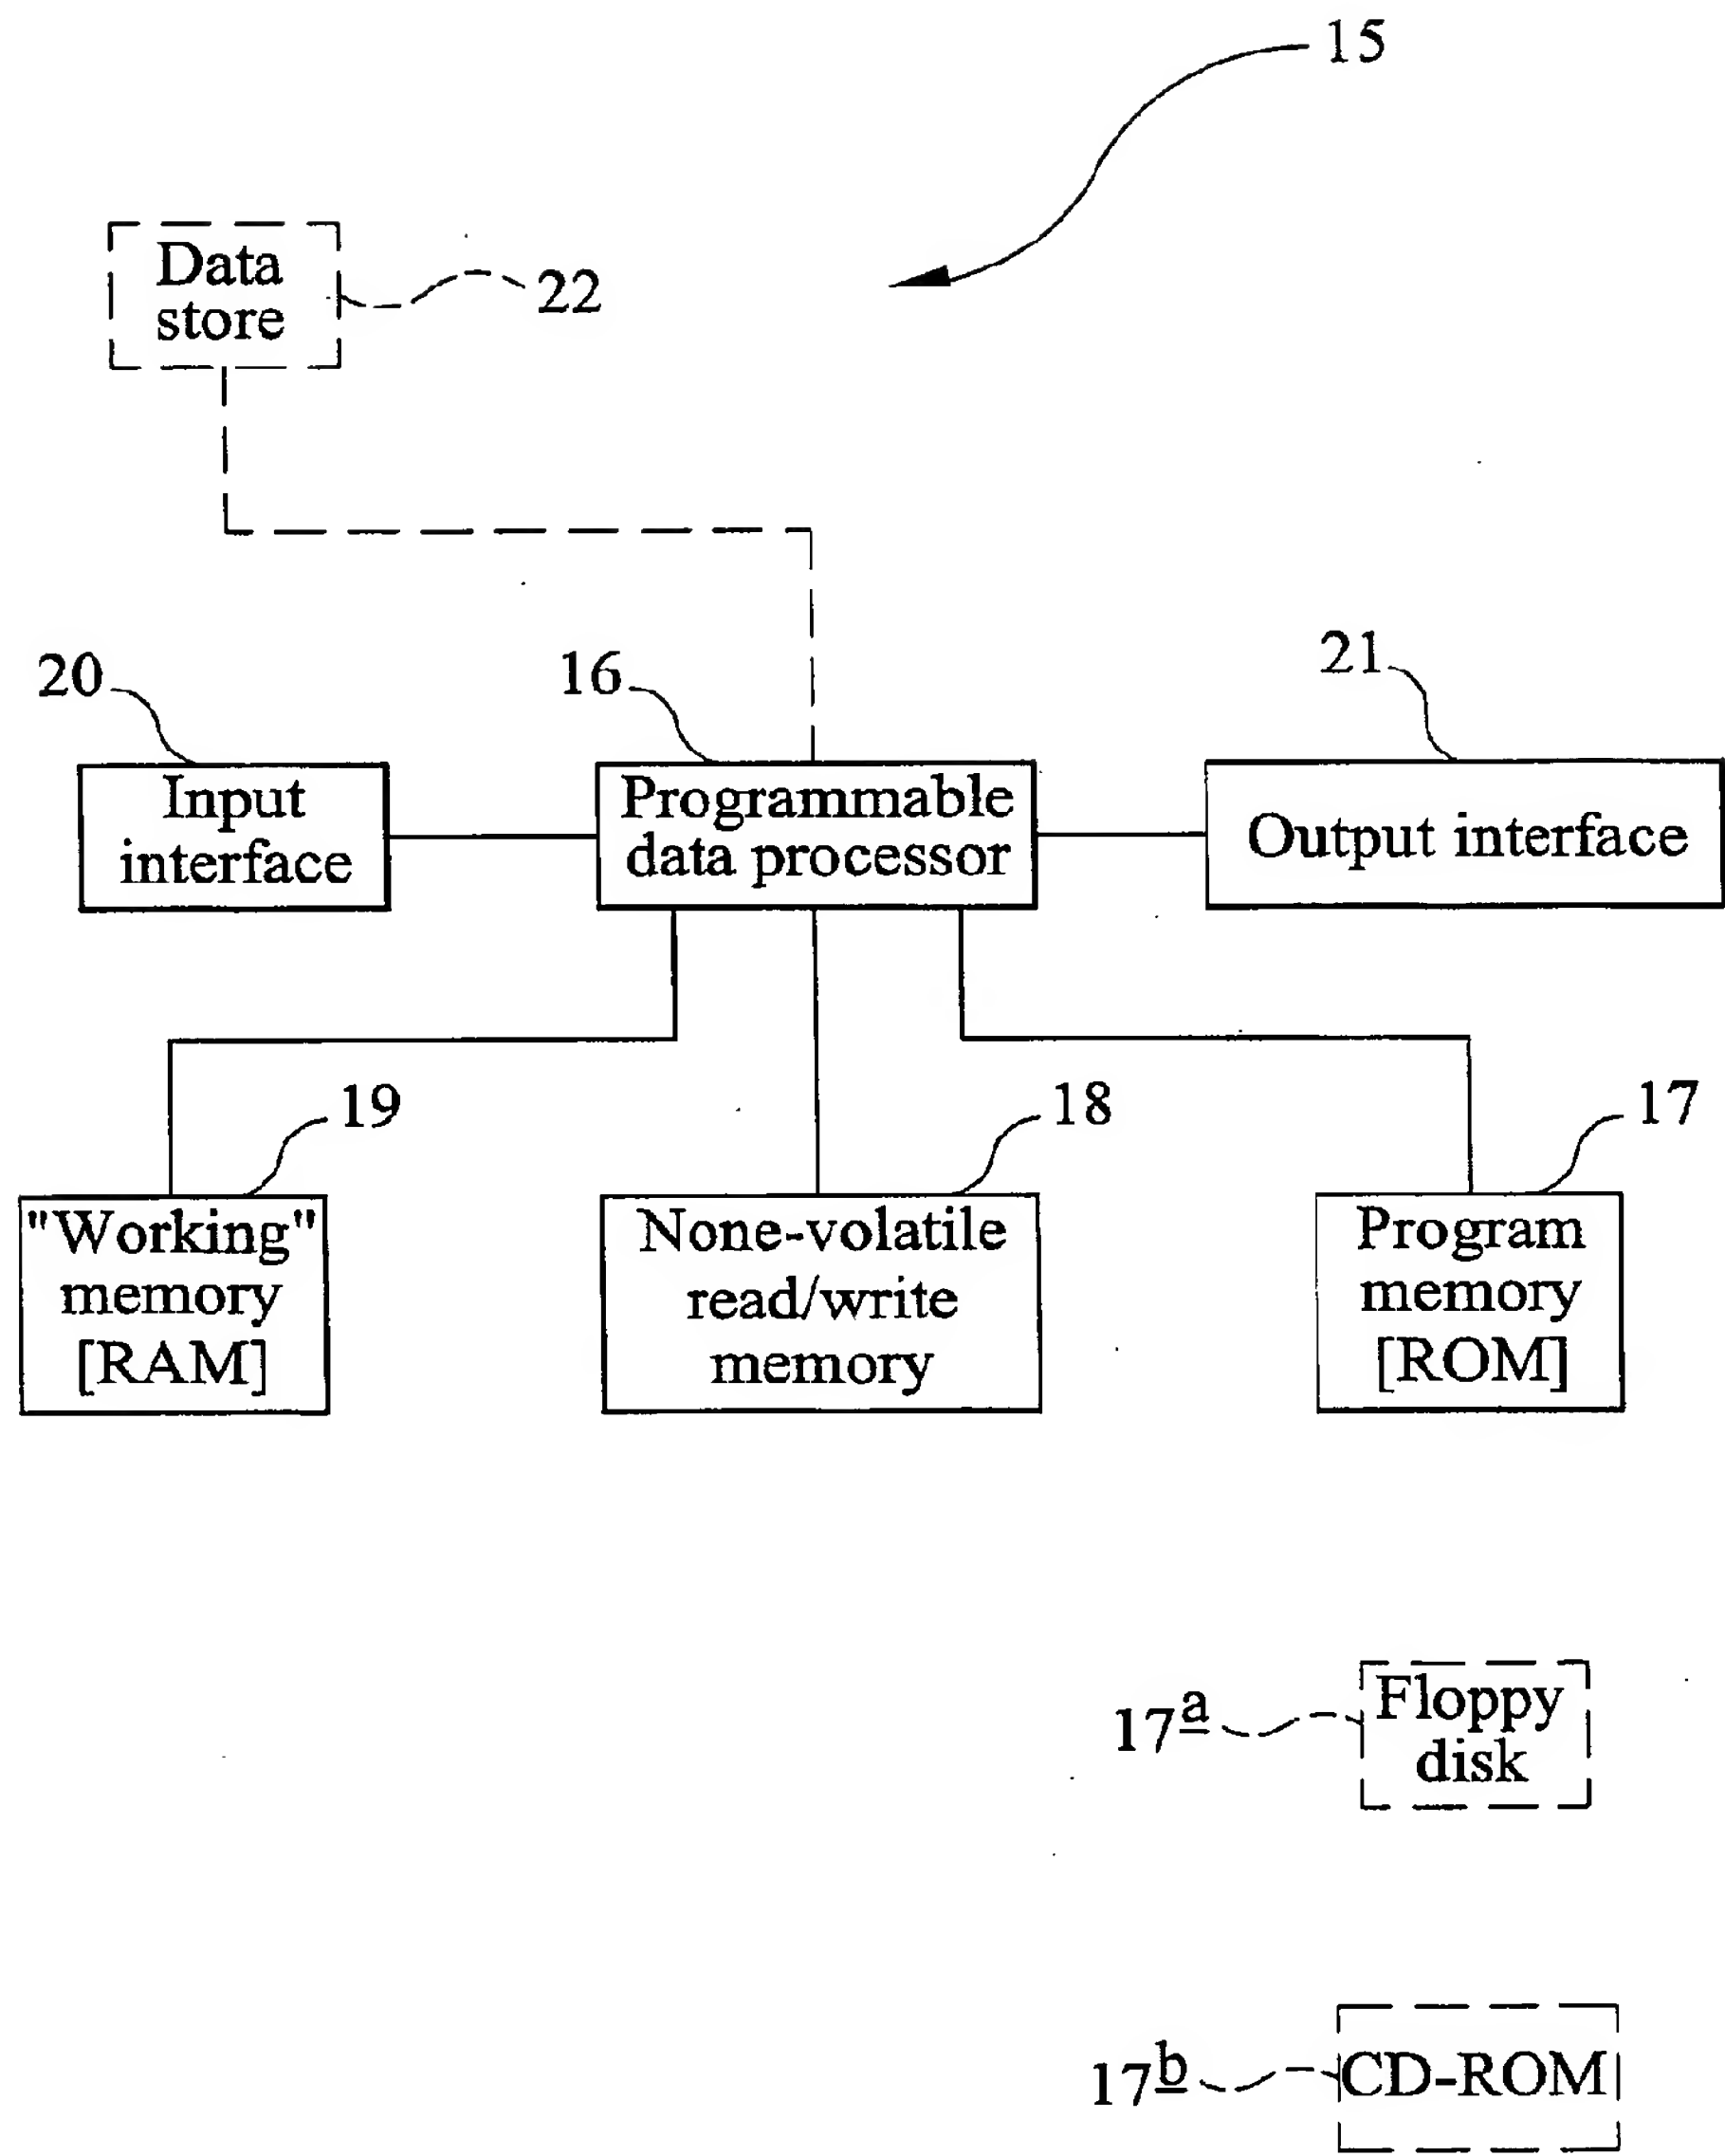 15
Data
store
22
20
16
21
Input
interface
Programmable
data processor
Output interface
19
18
17
"Working"
memory
[RAM]
None-volatile
read/write
memory
Program
memory
[ROM]
17a
Floppy
disk
17b
CD-ROM